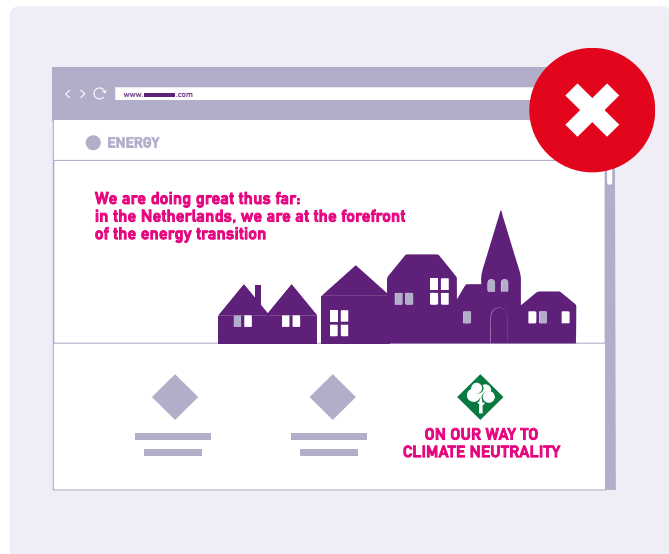 www. .com
ENERGY
We are doing great thus far:
in the Netherlands, we are at the forefront
of the energy transition
ON OUR WAY TO
CLIMATE NEUTRALITY